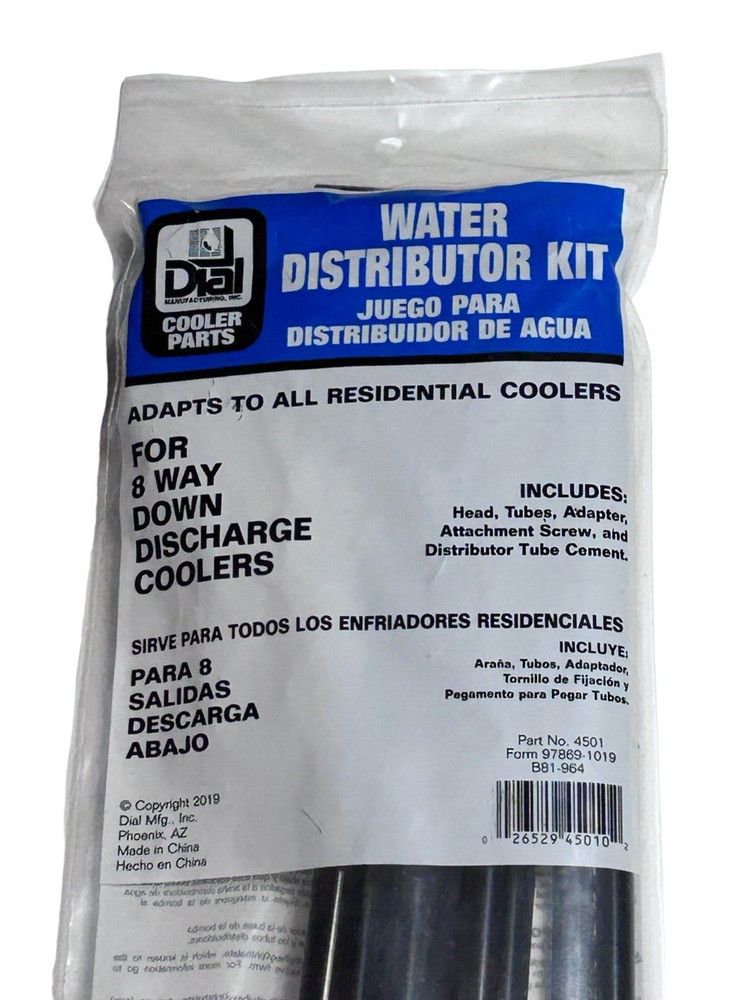 Dial
MANUFACTURING, INC.
COOLER
PARTS
WATER
DISTRIBUTOR KIT
JUEGO PARA
DISTRIBUIDOR DE AGUA
ADAPTS TO ALL RESIDENTIAL COOLERS
FOR
8 WAY
DOWN
DISCHARGE
COOLERS
INCLUDES:
Head, Tubes, Adapter,
Attachment Screw, and
Distributor Tube Cement.
SIRVE PARA TODOS LOS ENFRIADORES RESIDENCIALES
PARA 8
SALIDAS
DESCARGA
ABAJO
INCLUYE:
Araña, Tubos, Adaptador,
Tornillo de Fijación y
Pegamento para Pegar Tubos.
Part No. 4501
Form 97869-1019
B81-964
© Copyright 2019
Dial Mfg., Inc.
Phoenix, AZ
Made in China
Hecho en China
0 26529 45010 2